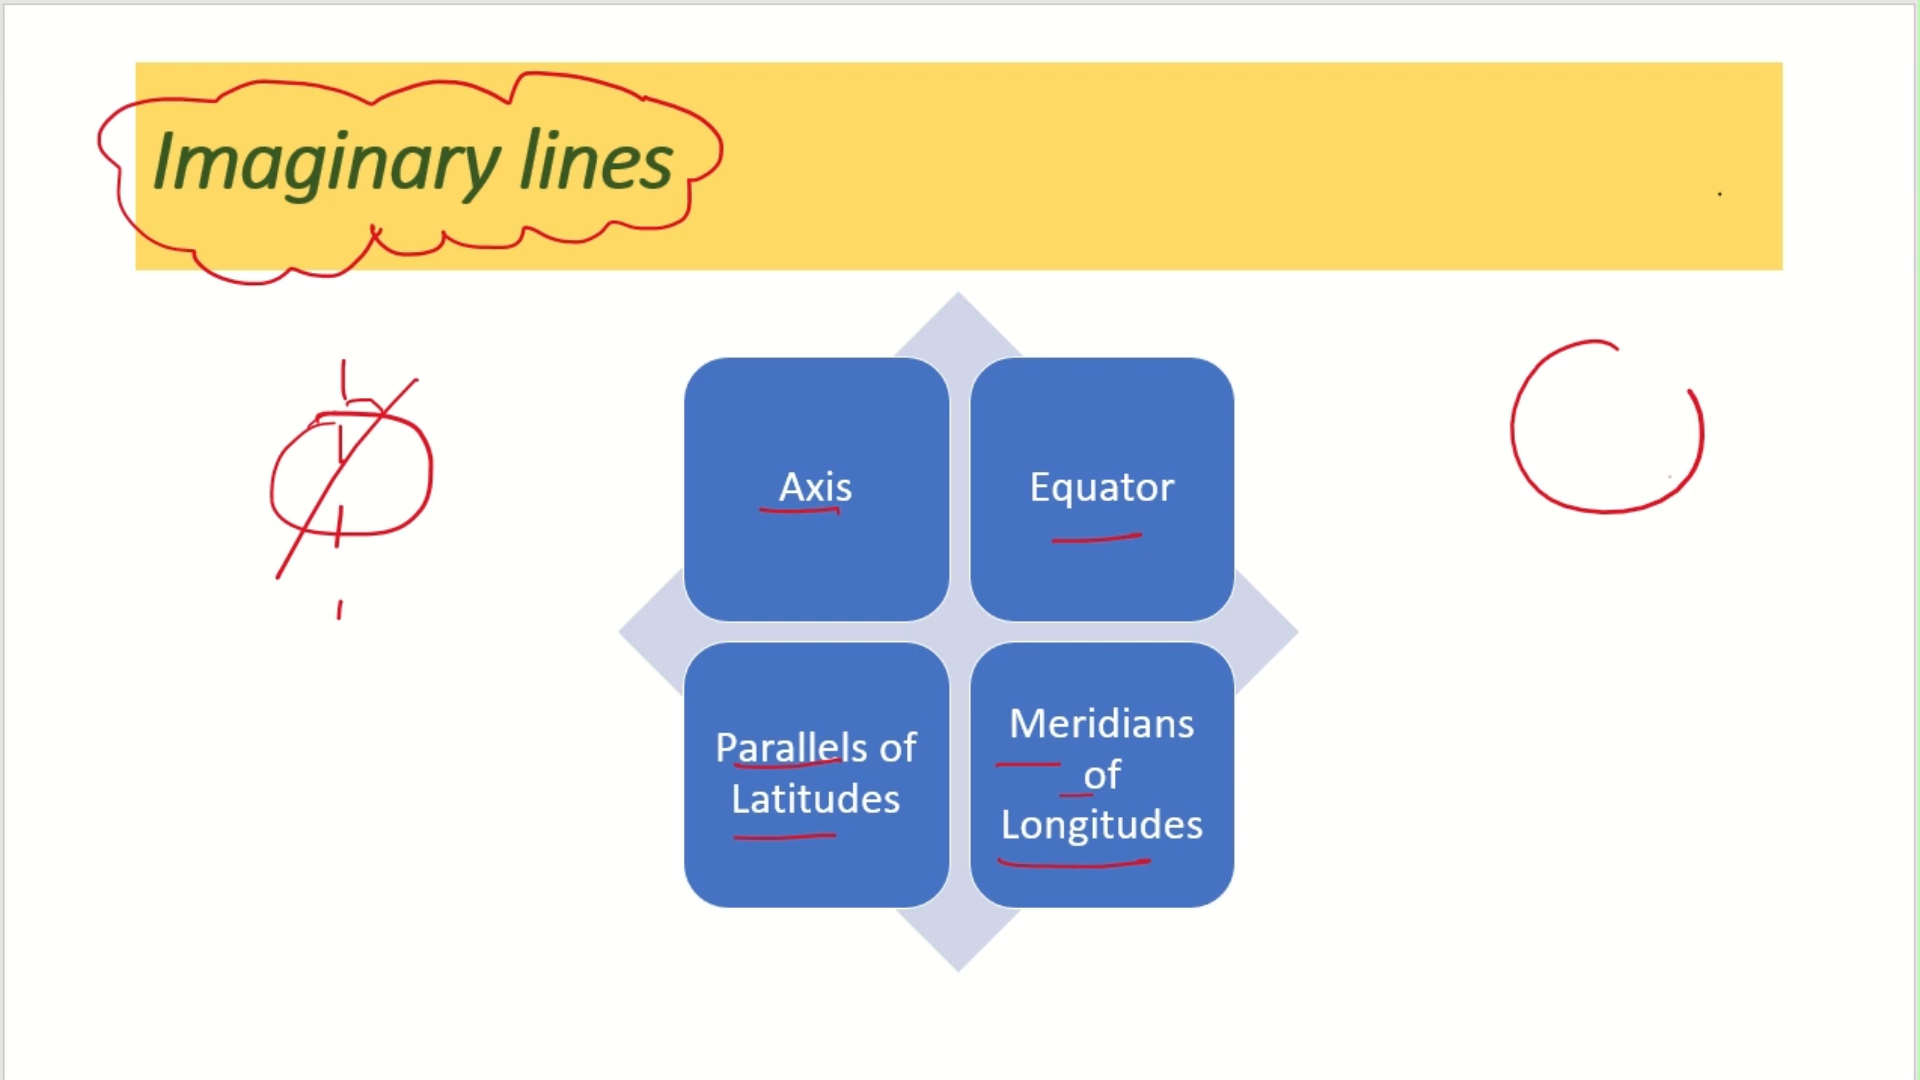 Imaginary lines
Axis
Equator
Parallels of
Latitudes
Meridians
of
Longitudes